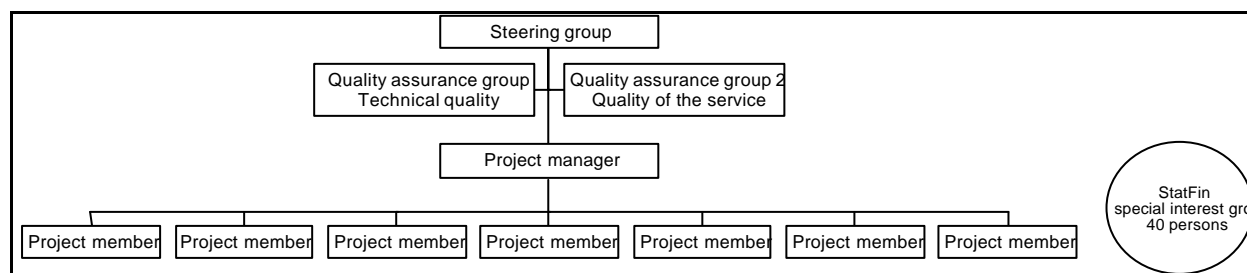 Steering group
Quality assurance group
Technical quality
Quality assurance group 2
Quality of the service
Project manager
StatFin
special interest gro
40 persons
Project member
Project member
Project member
Project member
Project member
Project member
Project member